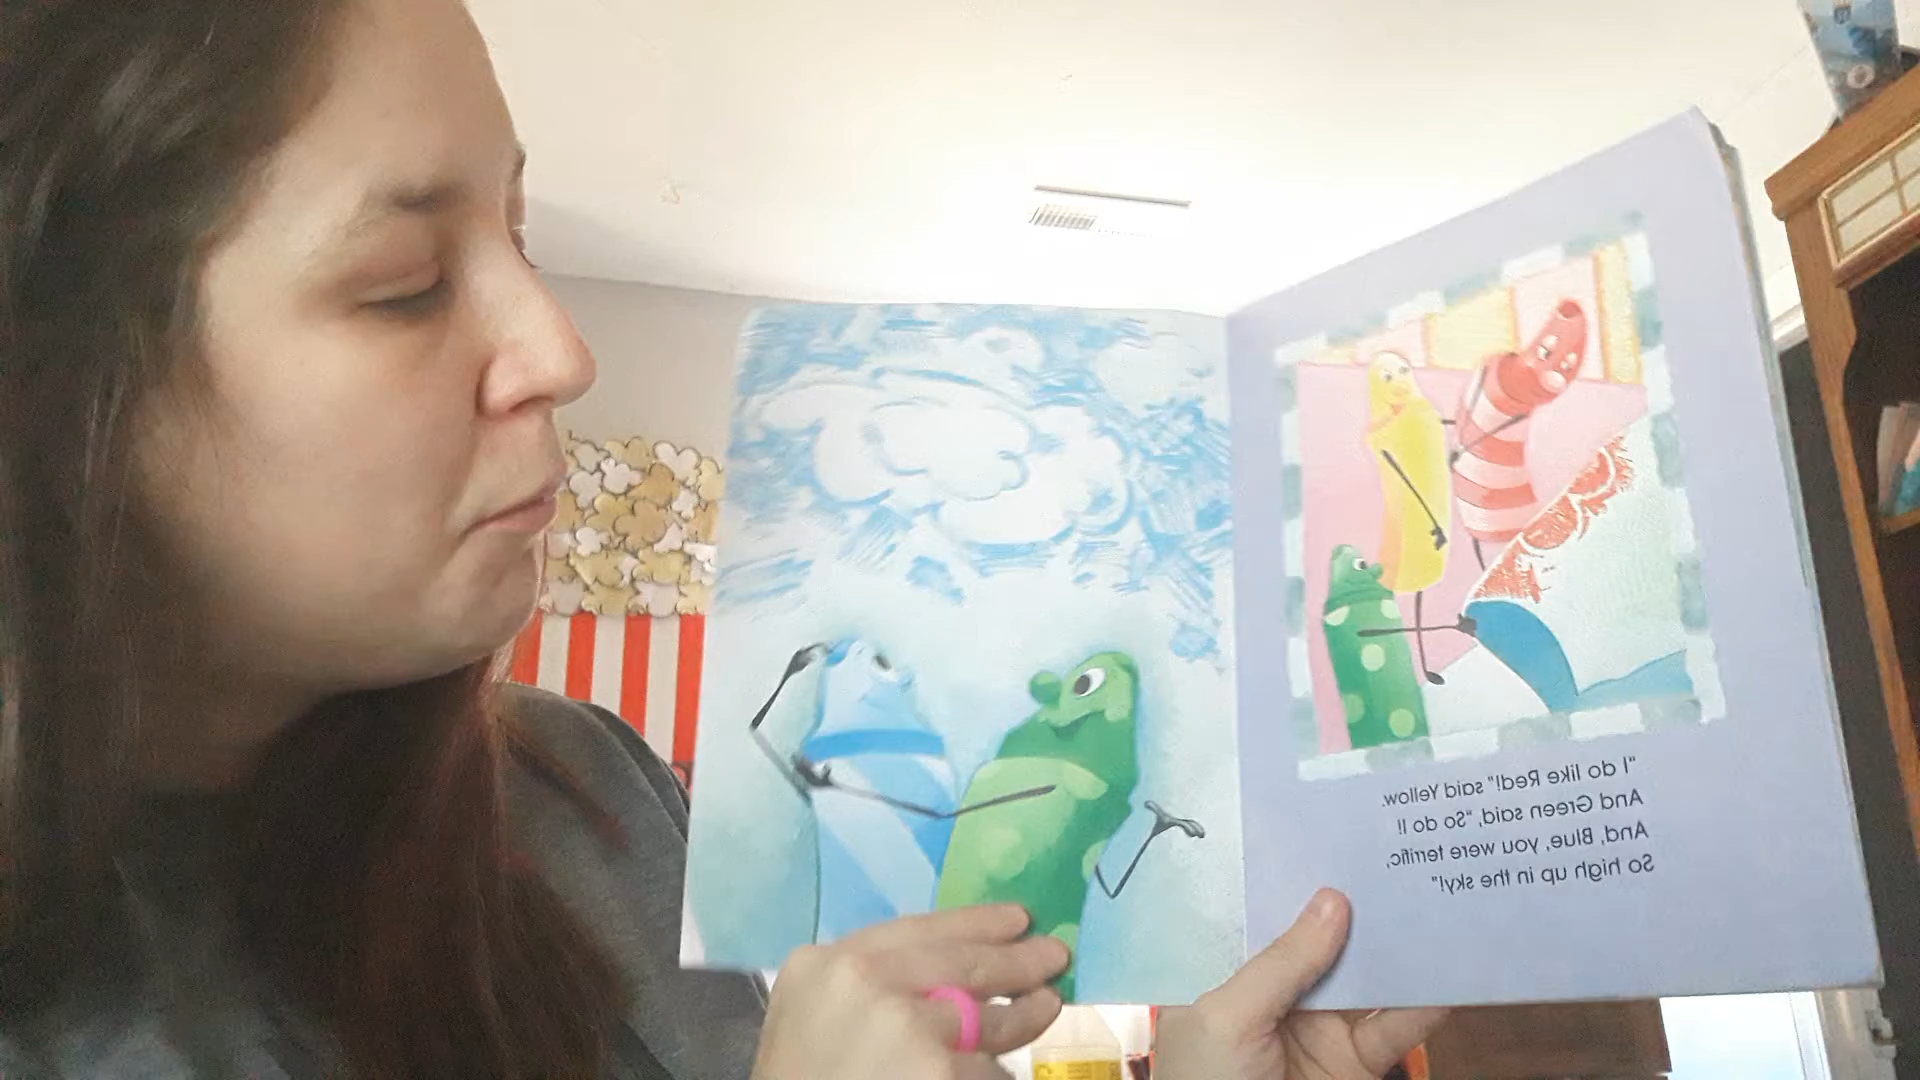 "I do like Red!" said Yellow.
And Green said, "So do I!
And, Blue, you were terrific,
So high up in the sky!"